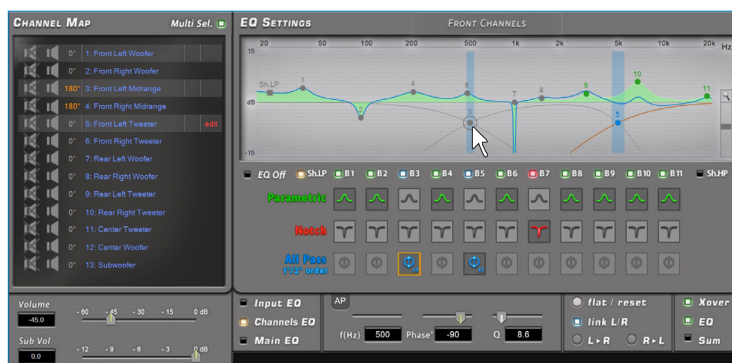 CHANNEL MAP Multi Sel.
0° 1: Front Left Woofer
0° 2: Front Right Woofer
180° 3: Front Left Midrange
180° 4: Front Right Midrange
0° 5: Front Left Tweeter edit
0° 6: Front Right Tweeter
0° 7: Rear Left Woofer
0° 8: Rear Right Woofer
0° 9: Rear Left Tweeter
0° 10: Rear Right Tweeter
0° 11: Center Tweeter
0° 12: Center Woofer
0° 13: Subwoofer
Volume
-45.0
-60 -45 -30 -15 0 dB
Sub Vol
0.0
-12 -9 -6 -3 0 dB
EQ SETTINGS FRONT CHANNELS
20 50 100 200 500 1k 2k 5k 10k 20k Hz
15
dB
-15
Sh.LP 1 2 4 6 7 8 9 10 11
3 5
EQ Off Sh.LP B1 B2 B3 B4 B5 B6 B7 B8 B9 B10 B11 Sh.HP
Parametric
Notch
All Pass
1st/2nd order
Input EQ
Channels EQ
Main EQ
AP
f(Hz) 500 Phase° -90 Q 8.6
flat / reset
link L/R
L▸R R▸L
Xover
EQ
Sum